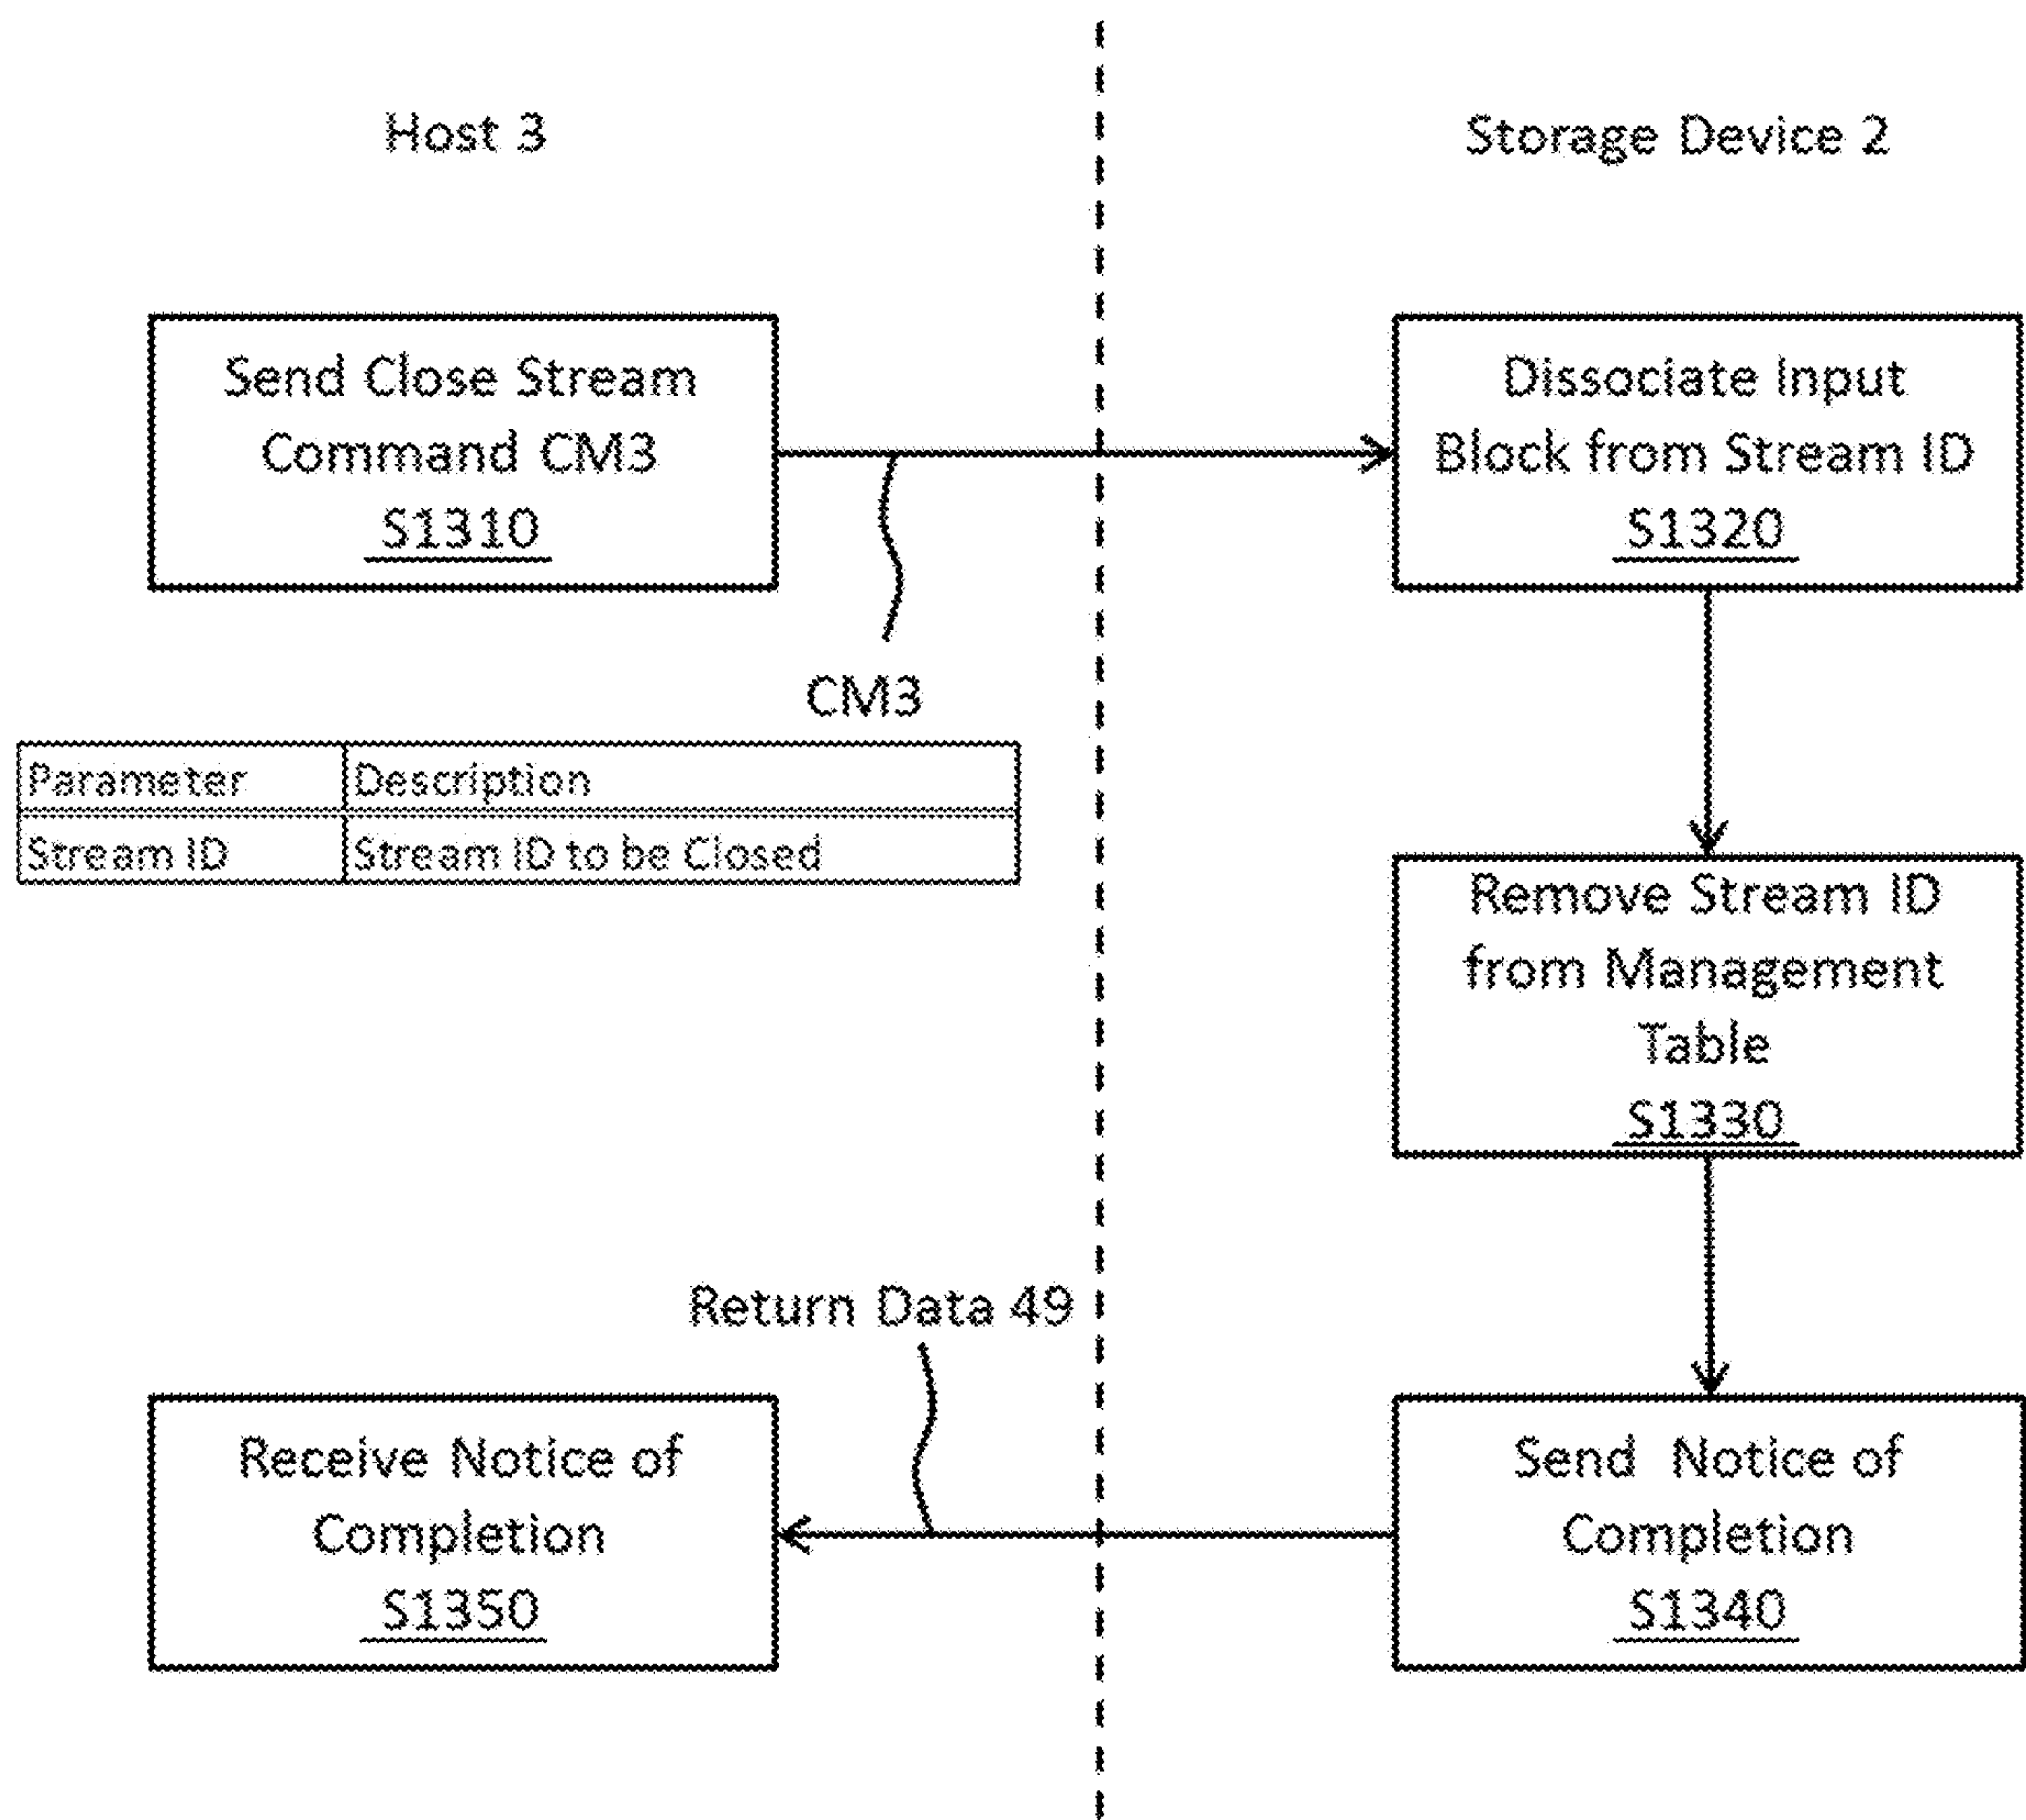 Host 3
Storage Device 2
Send Close Stream
Command CM3
S1310
Dissociate Input
Block from Stream ID
S1320
CM3
Parameter Description
Stream ID Stream ID to be Closed
Remove Stream ID
from Management
Table
S1330
Return Data 49
Receive Notice of
Completion
S1350
Send Notice of
Completion
S1340